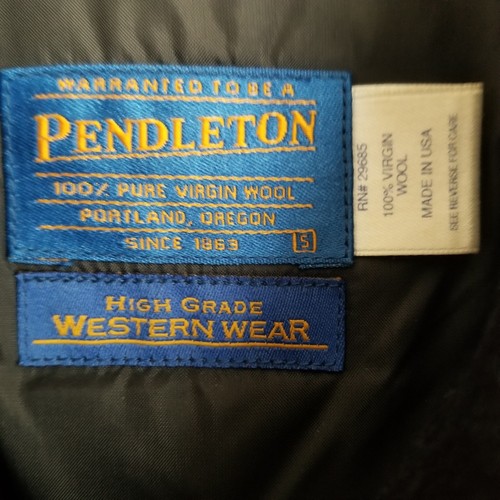 WARRANTED TO BE A
PENDLETON
100% PURE VIRGIN WOOL
PORTLAND, OREGON
SINCE 1863
S
HIGH GRADE
WESTERN WEAR
RN# 29685
100% VIRGIN
WOOL
MADE IN USA
SEE REVERSE FOR CARE